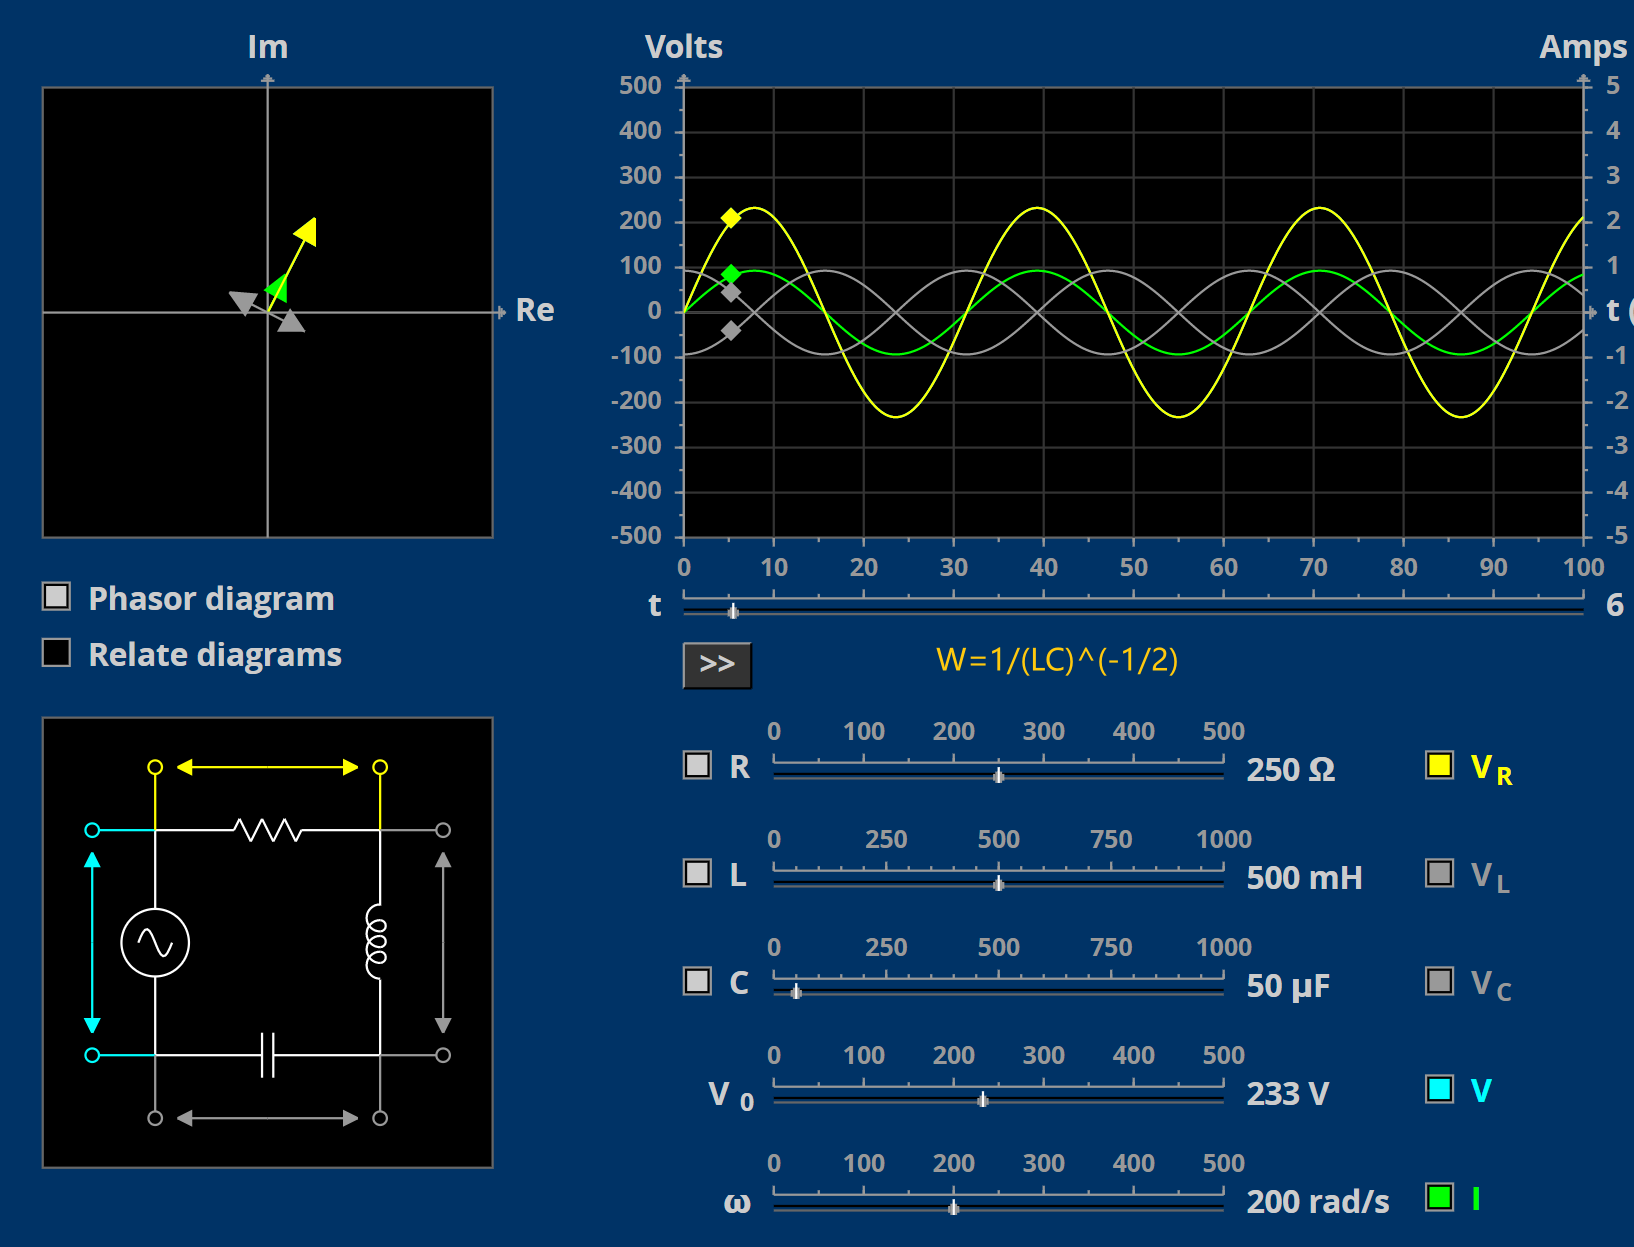 Im
Volts
Amps
500
400
300
200
100
0
-100
-200
-300
-400
-500
5
4
3
2
1
t (
-1
-2
-3
-4
-5
Re
0 10 20 30 40 50 60 70 80 90 100
t
6
Phasor diagram
Relate diagrams
>>
W=1/(LC)^(-1/2)
0 100 200 300 400 500
R 250 Ω V R
0 250 500 750 1000
L 500 mH V L
0 250 500 750 1000
C 50 μF V C
0 100 200 300 400 500
V 0 233 V V
0 100 200 300 400 500
ω 200 rad/s I